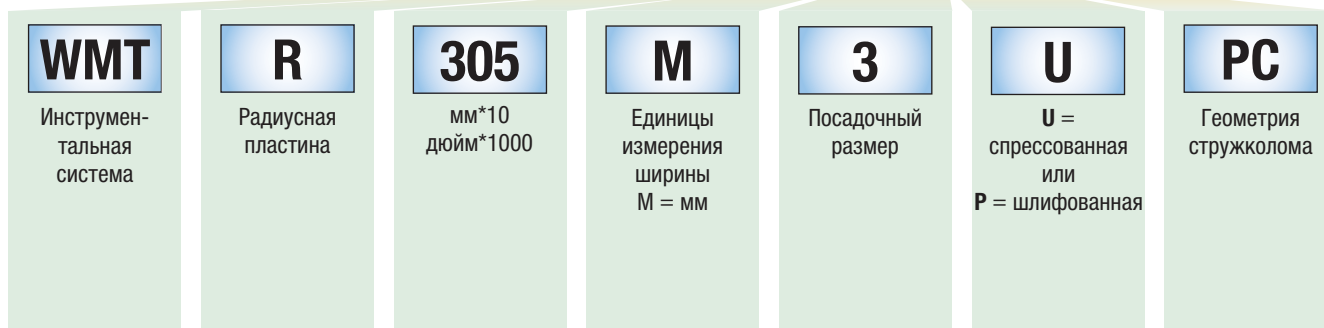 WMT
Инструмен-
тальная
система
R
Радиусная
пластина
305
мм*10
дюйм*1000
M
Единицы
измерения
ширины
М = мм
3
Посадочный
размер
U
U =
спрессованная
или
P = шлифованная
PC
Геометрия
стружколома